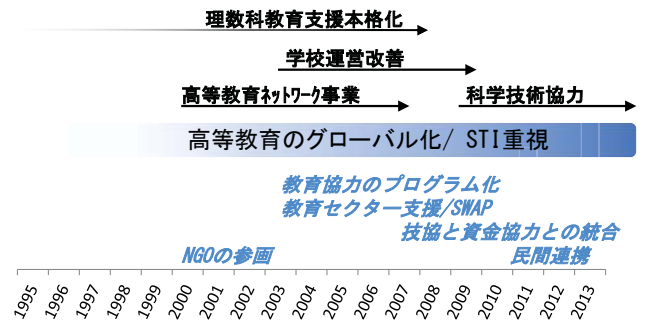 理数科教育支援本格化
学校運営改善
高等教育ﾈｯﾄﾜｰｸ事業
科学技術協力
高等教育のグローバル化/ STI重視
教育協力のプログラム化
教育セクター支援/SWAP
技協と資金協力との統合
NGOの参画
民間連携
1995 1996 1997 1998 1999 2000 2001 2002 2003 2004 2005 2006 2007 2008 2009 2010 2011 2012 2013